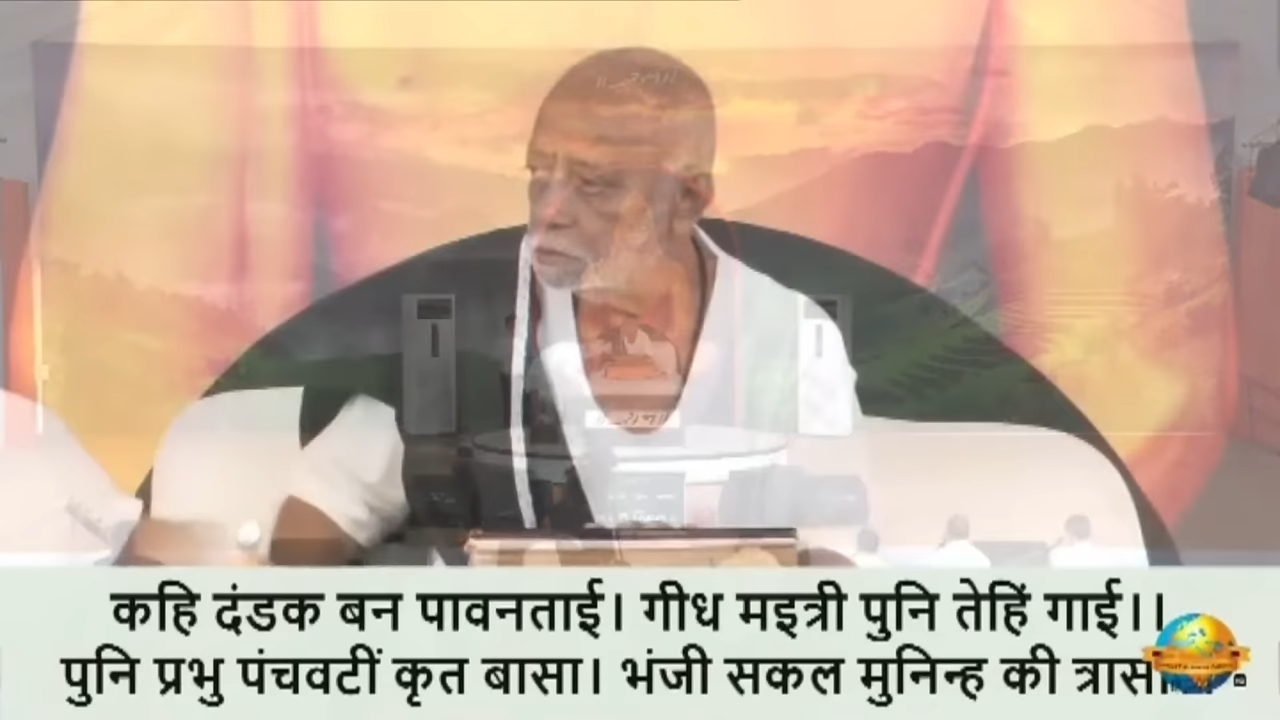 कहि दंडक बन पावनताई। गीध मइत्री पुनि तेहिं गाई।।
पुनि प्रभु पंचवटीं कृत बासा। भंजी सकल मुनिन्ह की